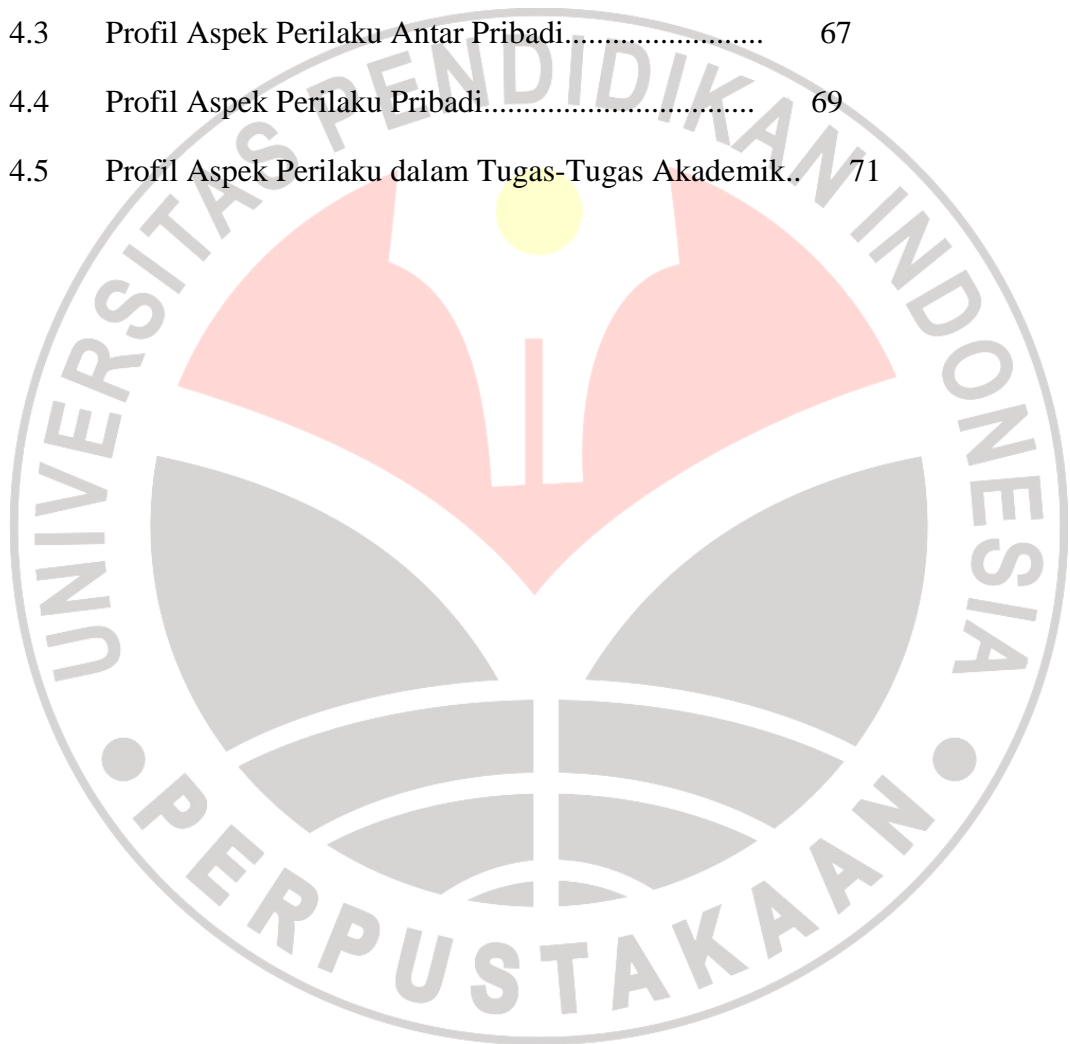 4.3 Profil Aspek Perilaku Antar Pribadi......................... 67
4.4 Profil Aspek Perilaku Pribadi.................................. 69
4.5 Profil Aspek Perilaku dalam Tugas-Tugas Akademik.. 71
UNIVERSITAS PENDIDIKAN INDONESIA
PERPUSTAKAAN